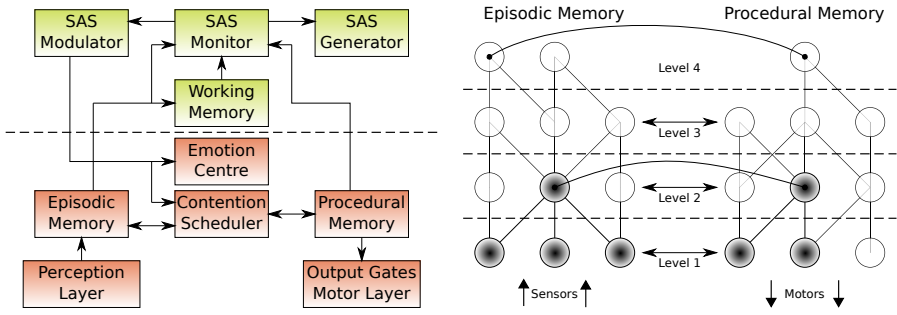 SAS
Modulator
SAS
Monitor
SAS
Generator
Working
Memory
Emotion
Centre
Episodic
Memory
Contention
Scheduler
Procedural
Memory
Perception
Layer
Output Gates
Motor Layer
Episodic Memory
Procedural Memory
Level 4
Level 3
Level 2
Level 1
Sensors
Motors